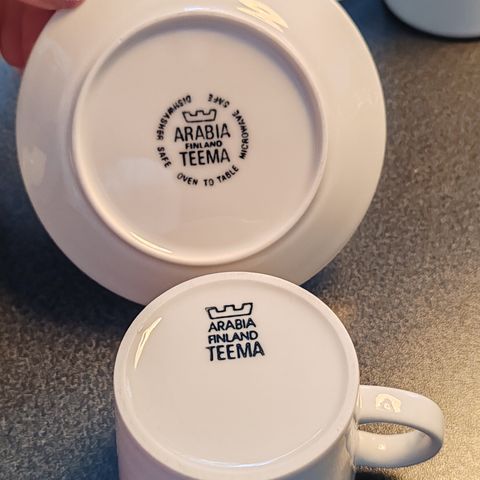 ARABIA
FINLAND
TEEMA
DISHWASHER SAFE OVEN TO TABLE MICROWAVE SAFE
ARABIA
FINLAND
TEEMA